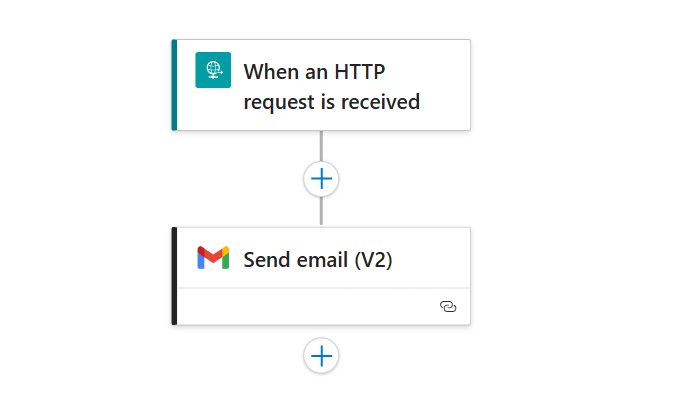 When an HTTP
request is received
Send email (V2)